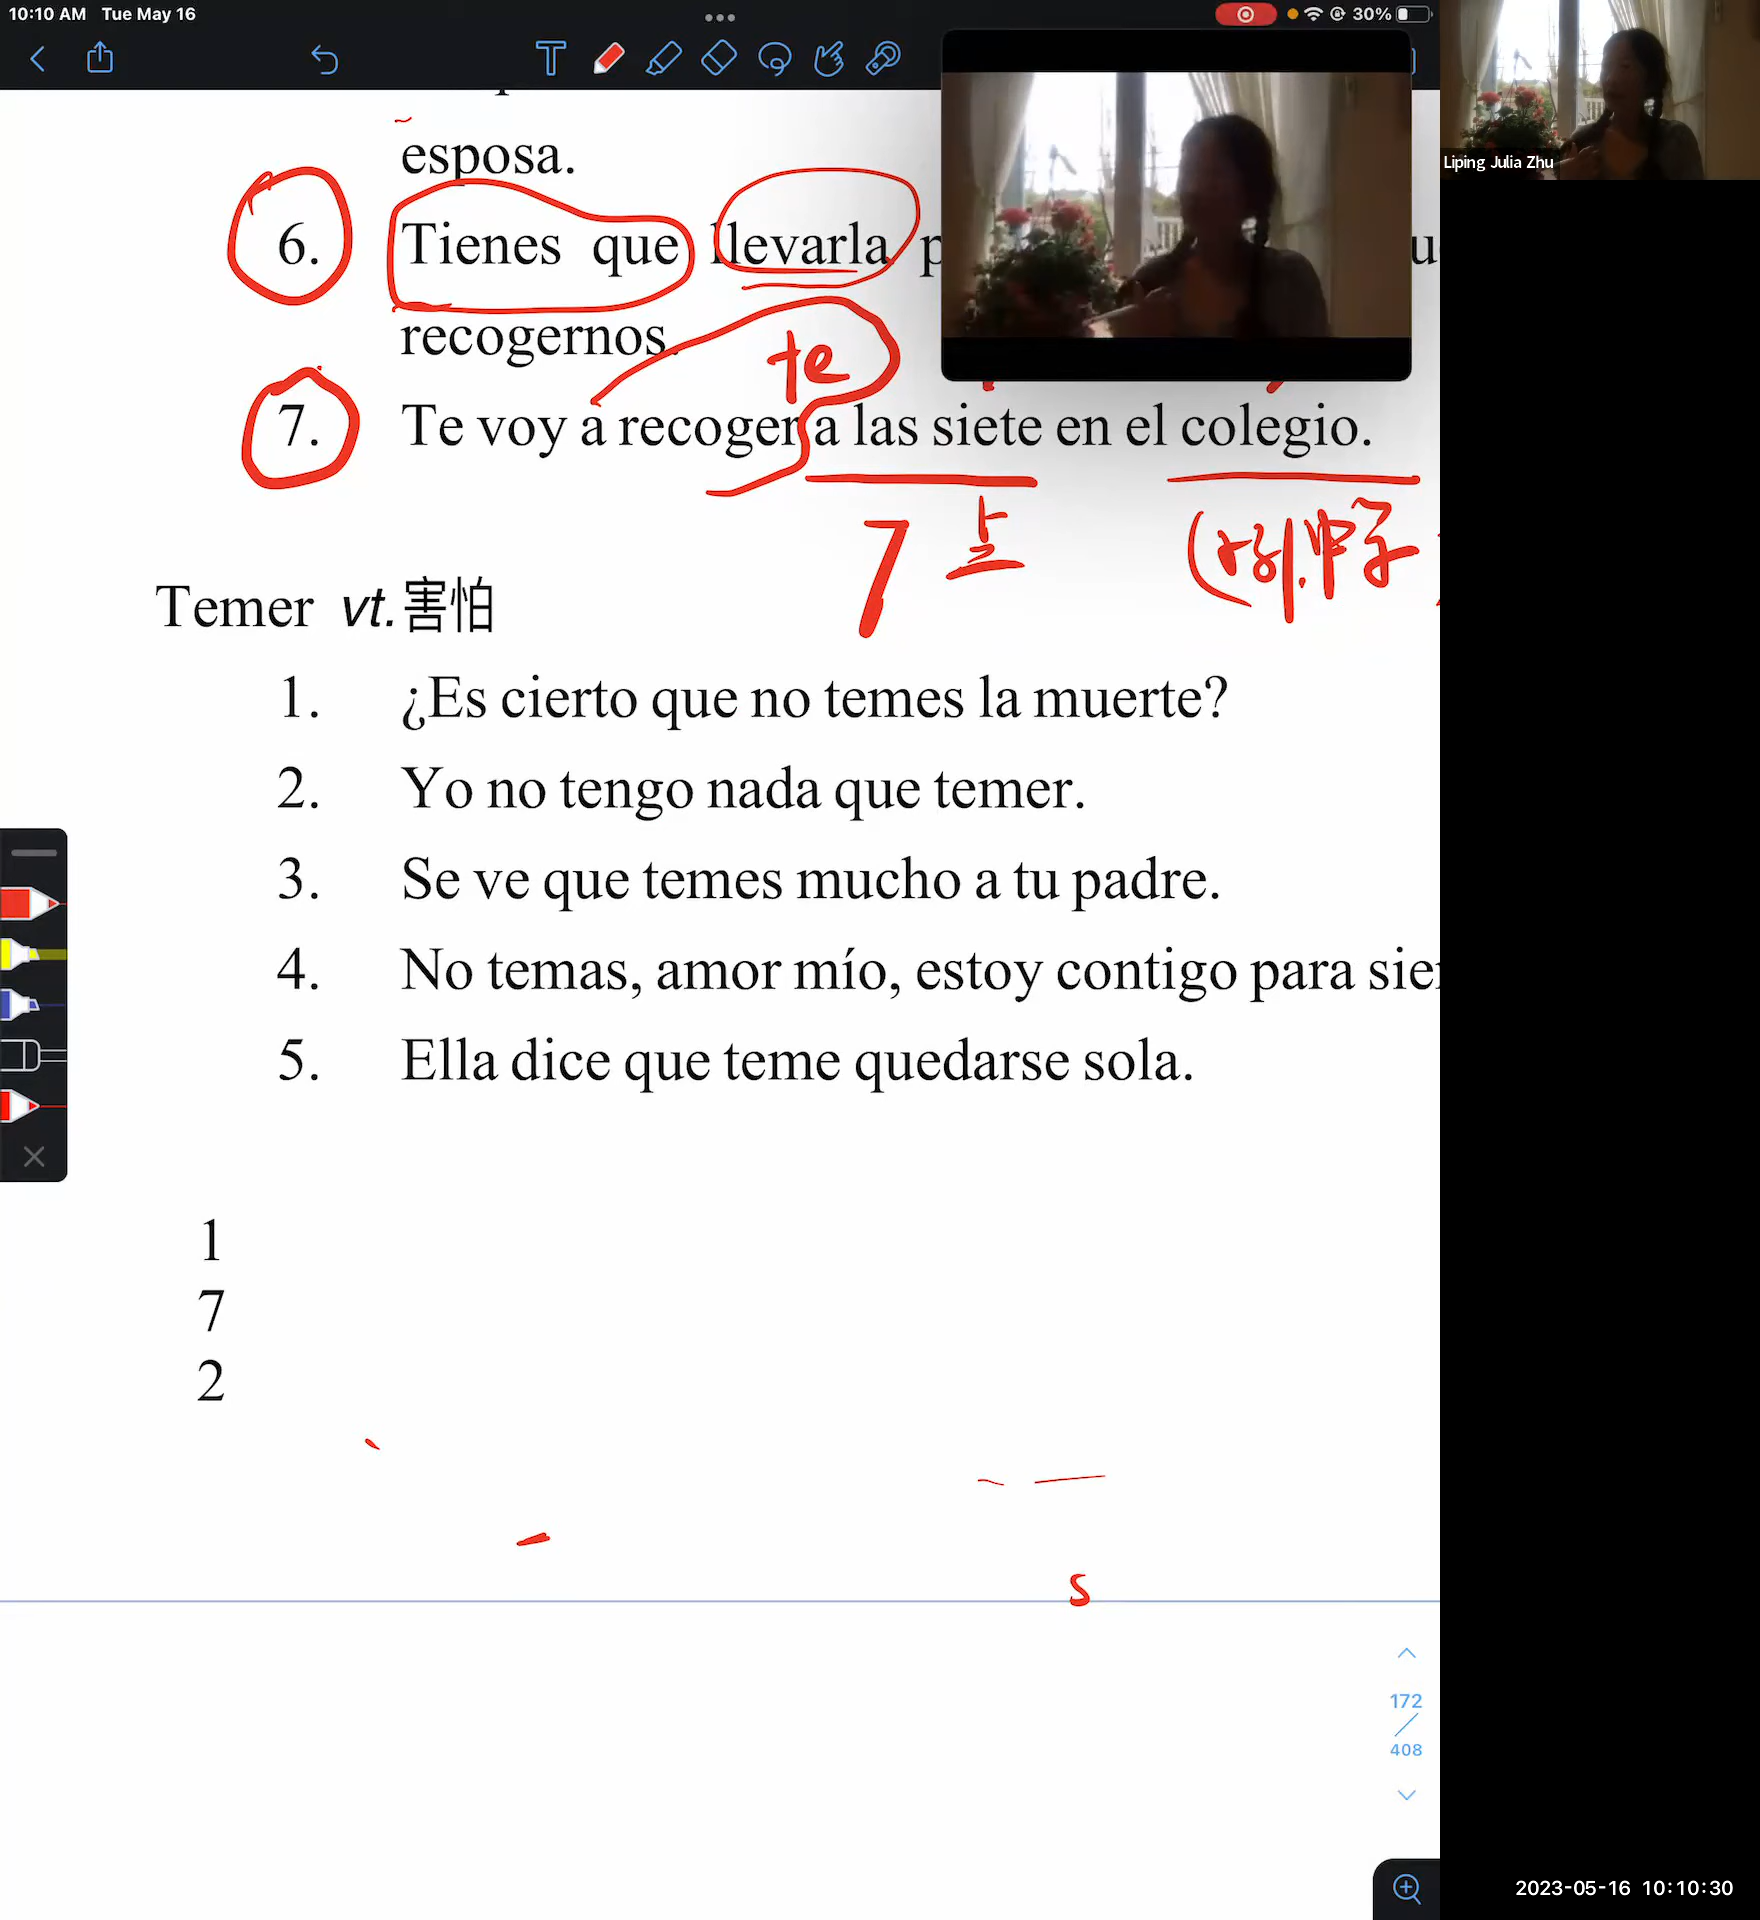 10:10 AM Tue May 16
30%
Liping Julia Zhu
esposa.
6. Tienes que llevarla
recogernos.
te
7. Te voy a recoger a las siete en el colegio.
7
Temer vt.害怕
1. ¿Es cierto que no temes la muerte?
2. Yo no tengo nada que temer.
3. Se ve que temes mucho a tu padre.
4. No temas, amor mío, estoy contigo para
5. Ella dice que teme quedarse sola.
1
7
2
s
172
408
2023-05-16 10:10:30